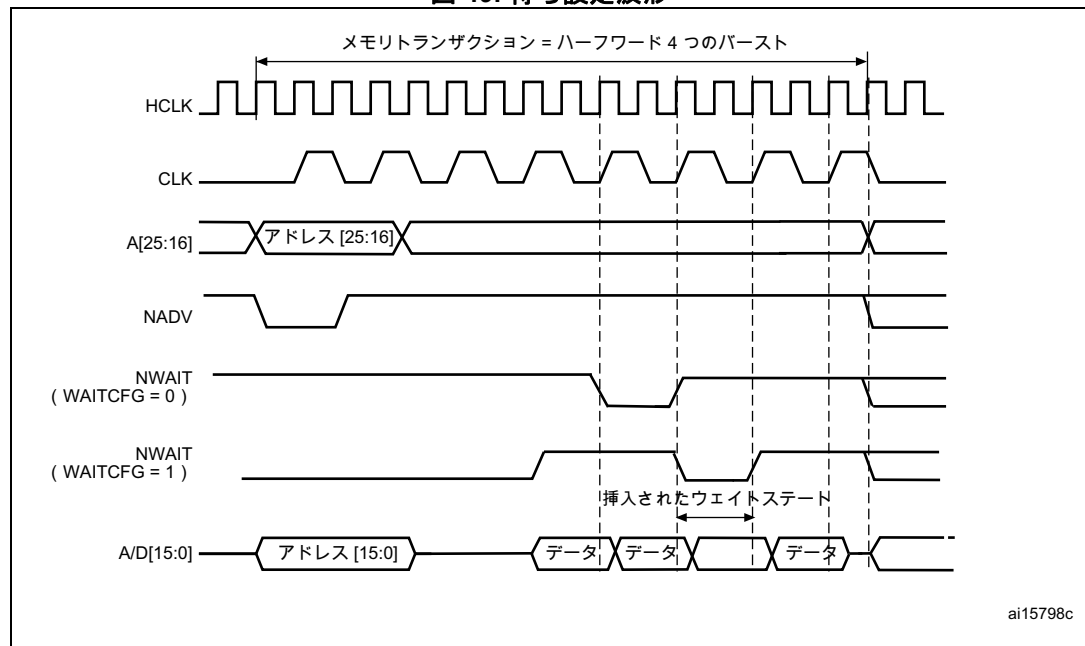 メモリトランザクション = ハーフワード 4 つのバースト
HCLK
CLK
A[25:16]
アドレス [25:16]
NADV
NWAIT
( WAITCFG = 0 )
NWAIT
( WAITCFG = 1 )
挿入されたウェイトステート
A/D[15:0]
アドレス [15:0]
データ
データ
データ
ai15798c